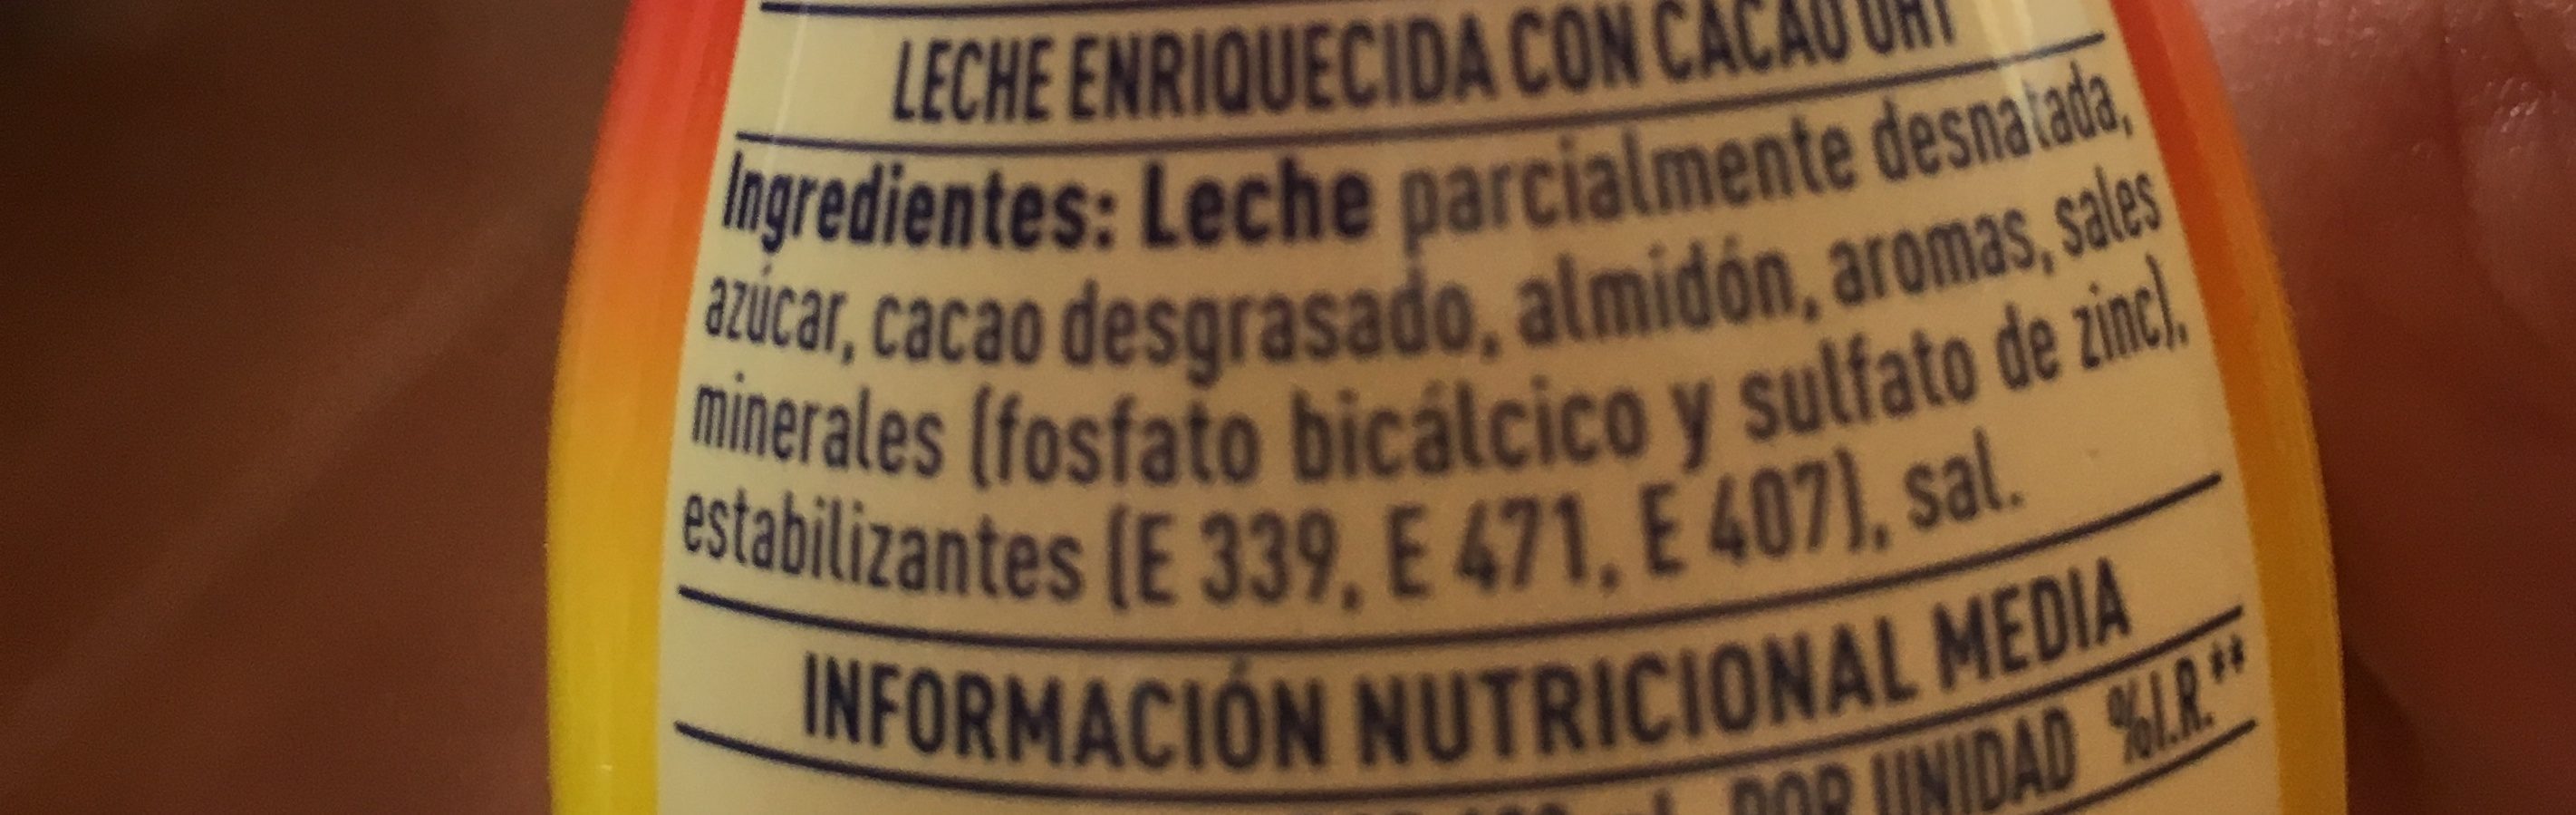 LECHE ENRIQUECIDA CON CACAO UHT
Ingredientes: Leche parcialmente desnatada,
azúcar, cacao desgrasado, almidón, aromas, sales
minerales (fosfato bicálcico y sulfato de zinc),
estabilizantes (E 339, E 471, E 407), sal.
INFORMACIÓN NUTRICIONAL MEDIA
POR UNIDAD %I.R.**